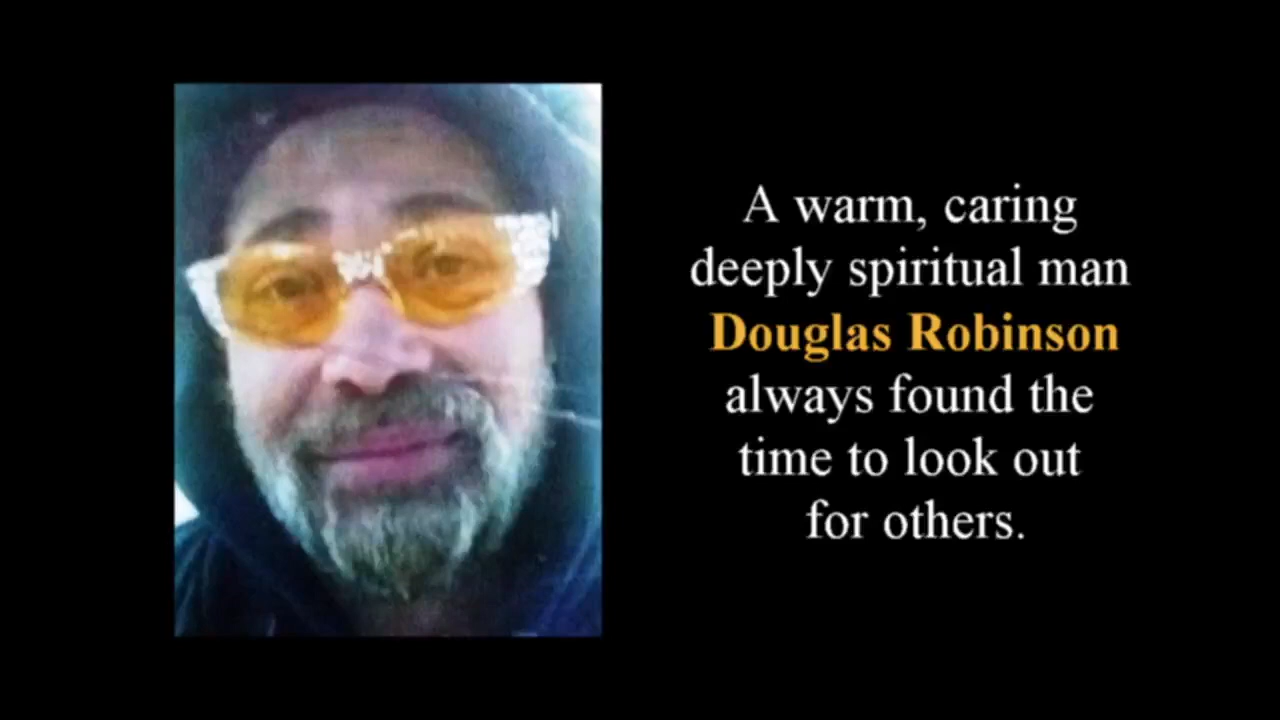 A warm, caring
deeply spiritual man
Douglas Robinson
always found the
time to look out
for others.